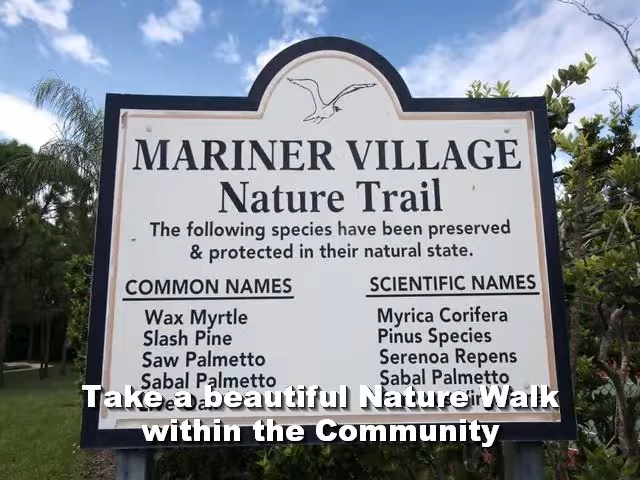 MARINER VILLAGE
Nature Trail
The following species have been preserved
& protected in their natural state.
COMMON NAMES
SCIENTIFIC NAMES
Wax Myrtle
Myrica Corifera
Slash Pine
Pinus Species
Saw Palmetto
Serenoa Repens
Sabal Palmetto
Sabal Palmetto
Take a beautiful Nature Walk
within the Community